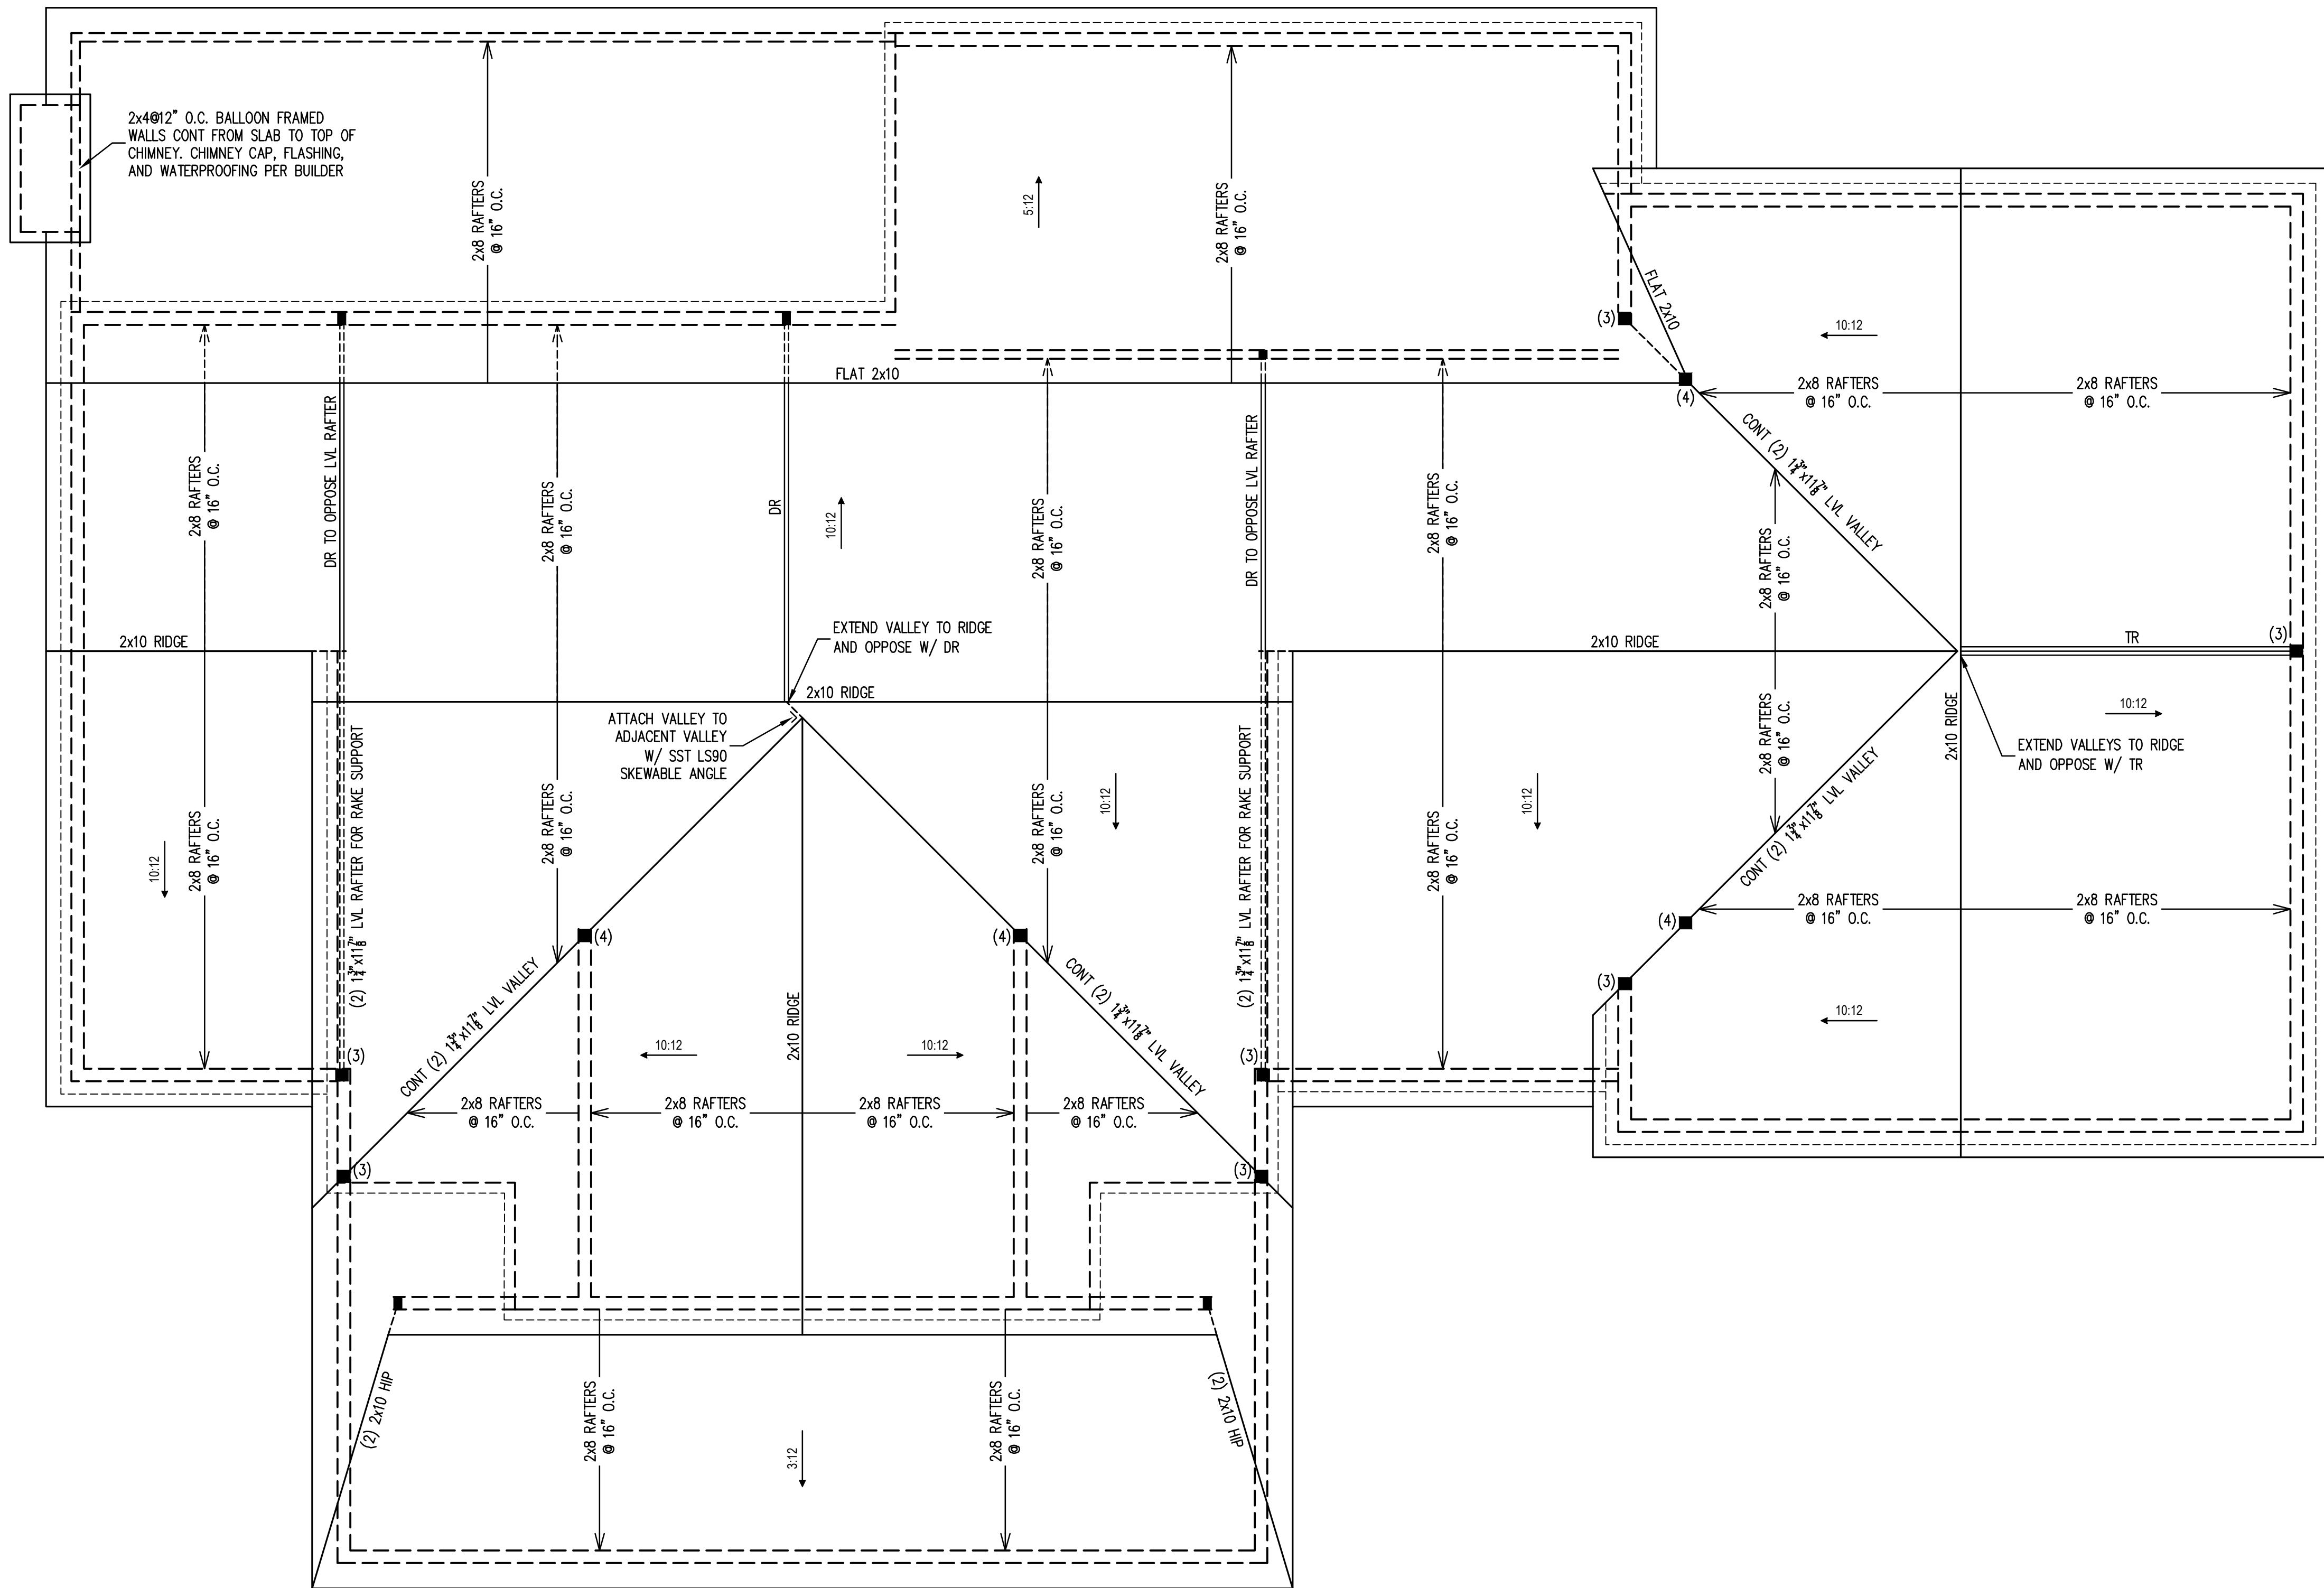 2x4@12" O.C. BALLOON FRAMED
WALLS CONT FROM SLAB TO TOP OF
CHIMNEY. CHIMNEY CAP, FLASHING,
AND WATERPROOFING PER BUILDER
2x8 RAFTERS
@ 16" O.C.
5:12
2x8 RAFTERS
@ 16" O.C.
FLAT 2x10
(3)
10:12
FLAT 2x10
(4)
2x8 RAFTERS
@ 16" O.C.
2x8 RAFTERS
@ 16" O.C.
2x8 RAFTERS
@ 16" O.C.
DR TO OPPOSE LVL RAFTER
2x8 RAFTERS
@ 16" O.C.
DR
10:12
2x8 RAFTERS
@ 16" O.C.
DR TO OPPOSE LVL RAFTER
2x8 RAFTERS
@ 16" O.C.
CONT (2) 1¾"x11⅞" LVL VALLEY
2x8 RAFTERS
@ 16" O.C.
2x10 RIDGE
EXTEND VALLEY TO RIDGE
AND OPPOSE W/ DR
2x10 RIDGE
2x10 RIDGE
TR
(3)
ATTACH VALLEY TO
ADJACENT VALLEY
W/ SST LS90
SKEWABLE ANGLE
2x10 RIDGE
10:12
EXTEND VALLEYS TO RIDGE
AND OPPOSE W/ TR
10:12
2x8 RAFTERS
@ 16" O.C.
(2) 1¾"x11⅞" LVL RAFTER FOR RAKE SUPPORT
2x8 RAFTERS
@ 16" O.C.
2x8 RAFTERS
@ 16" O.C.
10:12
(2) 1¾"x11⅞" LVL RAFTER FOR RAKE SUPPORT
2x8 RAFTERS
@ 16" O.C.
10:12
2x8 RAFTERS
@ 16" O.C.
CONT (2) 1¾"x11⅞" LVL VALLEY
2x8 RAFTERS
@ 16" O.C.
2x8 RAFTERS
@ 16" O.C.
(4)
(4)
(4)
(3)
10:12
CONT (2) 1¾"x11⅞" LVL VALLEY
2x10 RIDGE
CONT (2) 1¾"x11⅞" LVL VALLEY
(3)
10:12
10:12
(3)
2x8 RAFTERS
@ 16" O.C.
2x8 RAFTERS
@ 16" O.C.
2x8 RAFTERS
@ 16" O.C.
2x8 RAFTERS
@ 16" O.C.
(3)
(3)
(2) 2x10 HIP
2x8 RAFTERS
@ 16" O.C.
3:12
2x8 RAFTERS
@ 16" O.C.
(2) 2x10 HIP